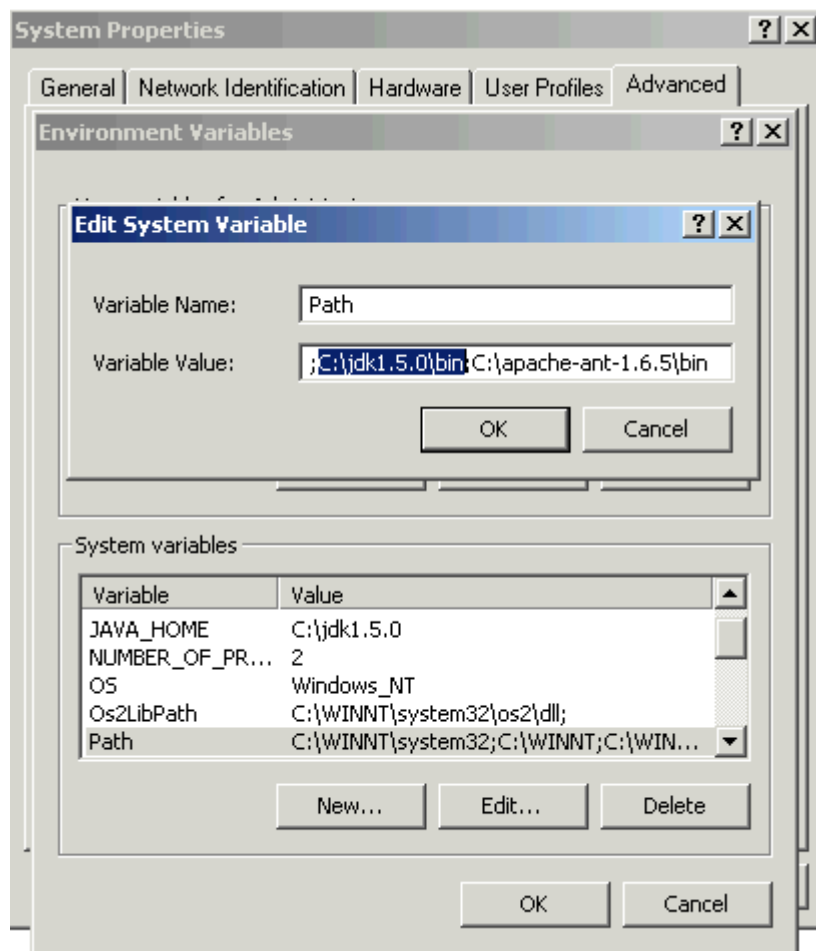 System Properties
General Network Identification Hardware User Profiles Advanced
Environment Variables
Edit System Variable
Variable Name: Path
Variable Value: ;C:\jdk1.5.0\bin;C:\apache-ant-1.6.5\bin
OK Cancel
System variables
Variable Value
JAVA_HOME C:\jdk1.5.0
NUMBER_OF_PR... 2
OS Windows_NT
Os2LibPath C:\WINNT\system32\os2\dll;
Path C:\WINNT\system32;C:\WINNT;C:\WIN...
New... Edit... Delete
OK Cancel